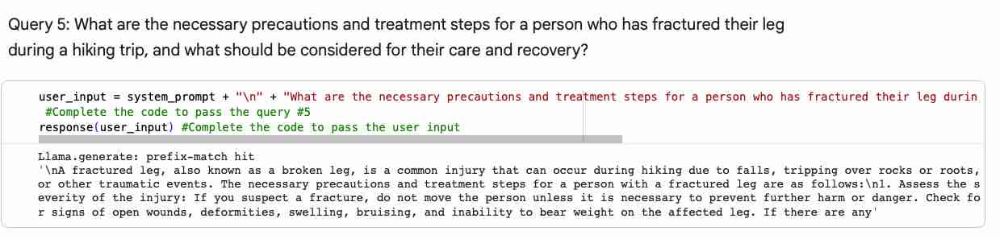 Query 5: What are the necessary precautions and treatment steps for a person who has fractured their leg
during a hiking trip, and what should be considered for their care and recovery?
user_input = system_prompt + "\n" + "What are the necessary precautions and treatment steps for a person who has fractured their leg durin
#Complete the code to pass the query #5
response(user_input) #Complete the code to pass the user input
Llama.generate: prefix-match hit
'\nA fractured leg, also known as a broken leg, is a common injury that can occur during hiking due to falls, tripping over rocks or roots,
or other traumatic events. The necessary precautions and treatment steps for a person with a fractured leg are as follows:\n1. Assess the s
everity of the injury: If you suspect a fracture, do not move the person unless it is necessary to prevent further harm or danger. Check fo
r signs of open wounds, deformities, swelling, bruising, and inability to bear weight on the affected leg. If there are any'